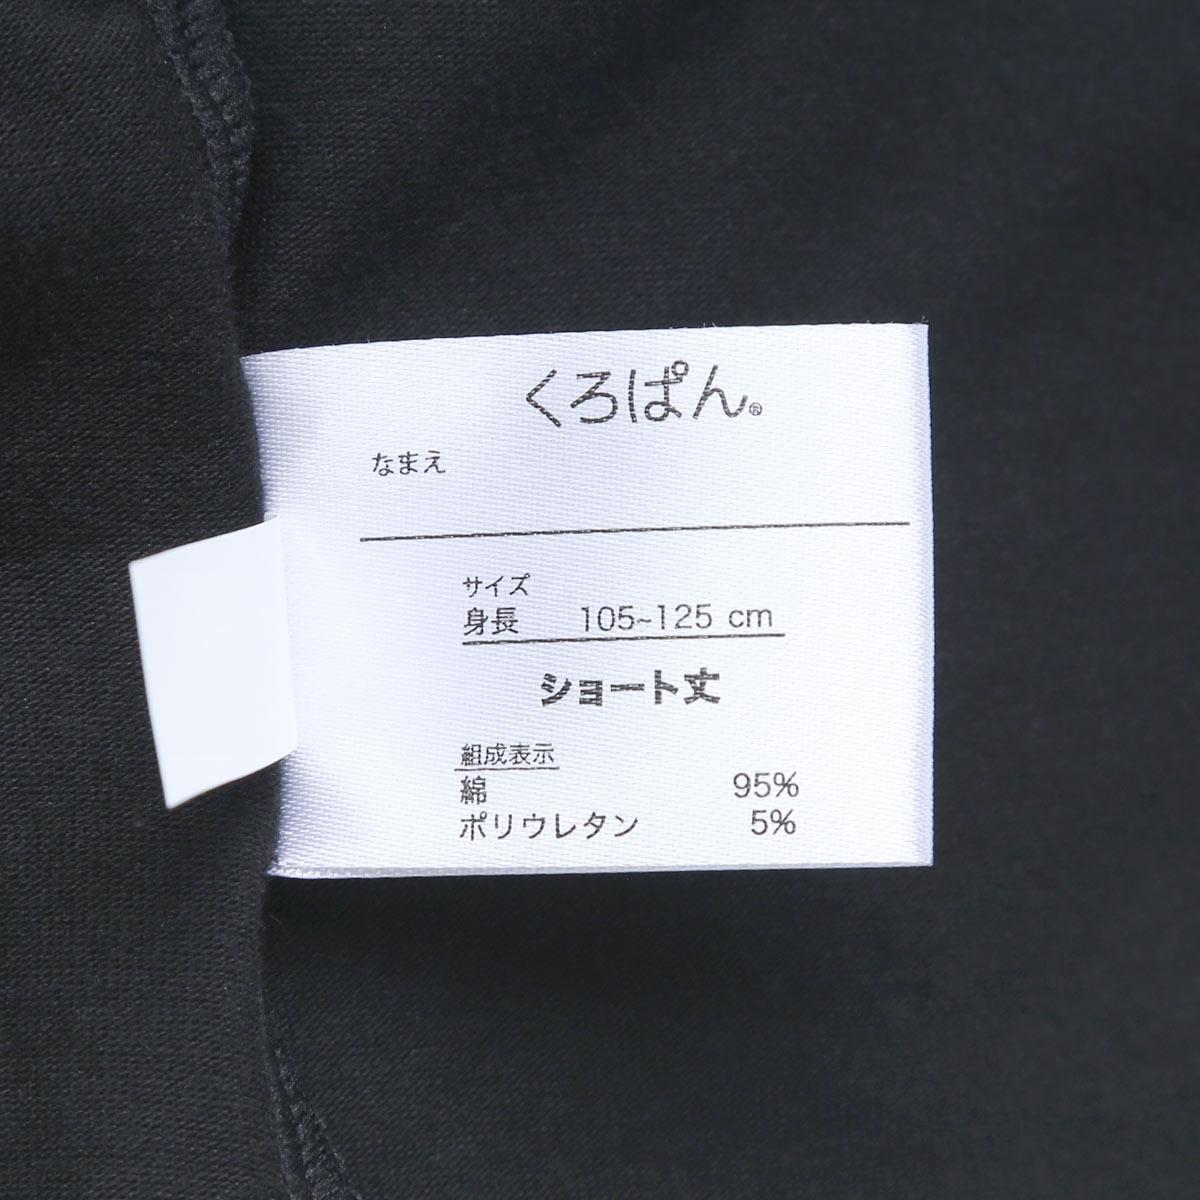 くろぱん®
なまえ
サイズ
身長 105~125 cm
ショート丈
組成表示
綿 95%
ポリウレタン 5%